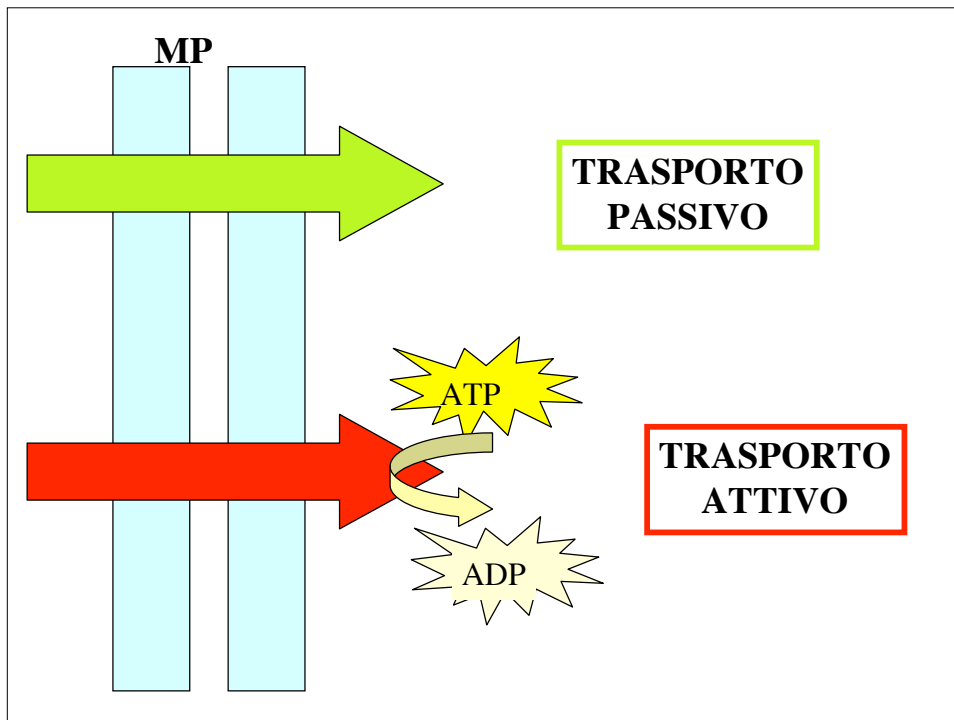 MP
TRASPORTO
PASSIVO
ATP
TRASPORTO
ATTIVO
ADP